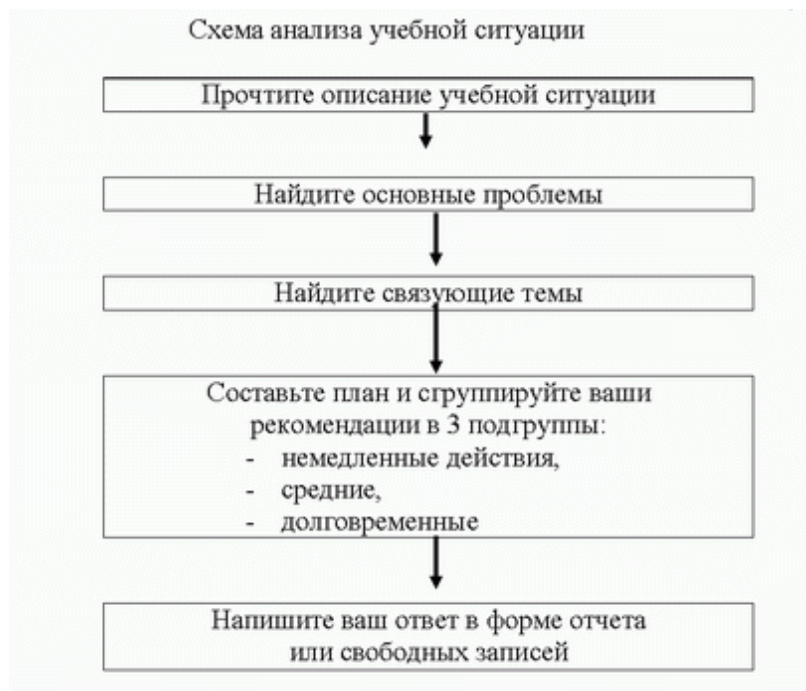 Схема анализа учебной ситуации
Прочтите описание учебной ситуации
Найдите основные проблемы
Найдите связующие темы
Составьте план и сгруппируйте ваши
рекомендации в 3 подгруппы:
- немедленные действия,
- средние,
- долговременные
Напишите ваш ответ в форме отчета
или свободных записей